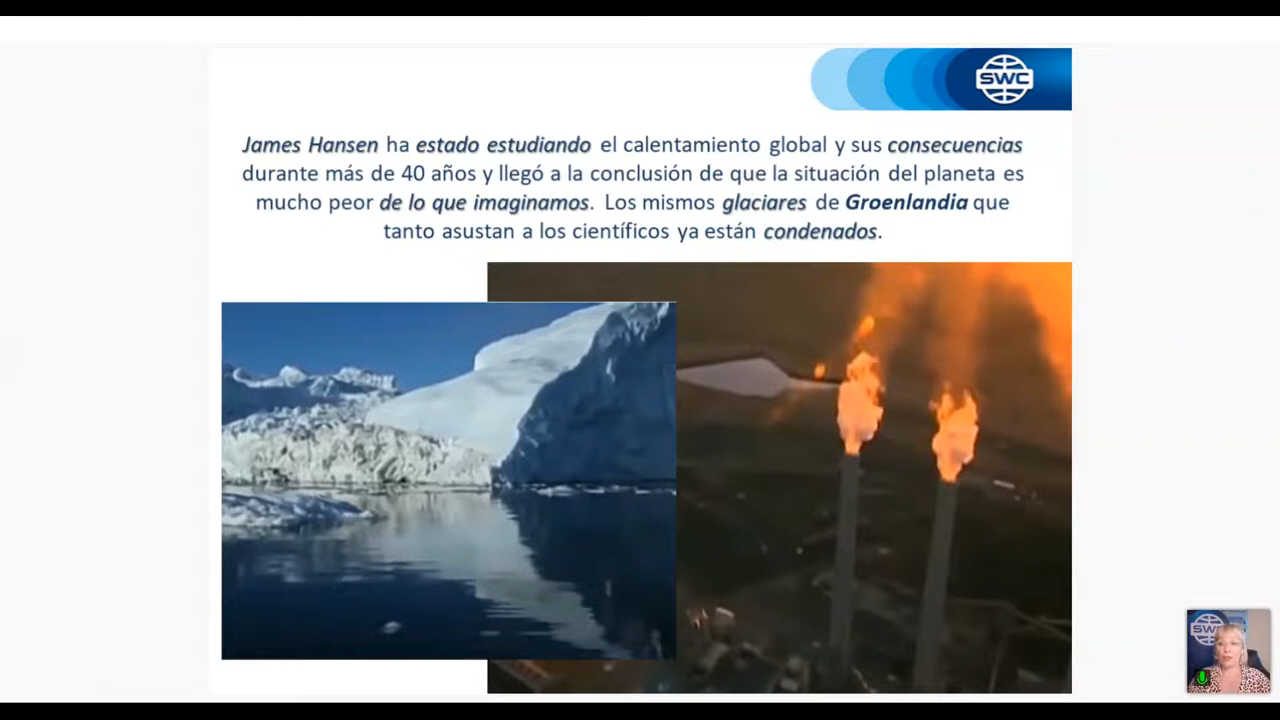 SWC
James Hansen ha estado estudiando el calentamiento global y sus consecuencias
durante más de 40 años y llegó a la conclusión de que la situación del planeta es
mucho peor de lo que imaginamos. Los mismos glaciares de Groenlandia que
tanto asustan a los científicos ya están condenados.
SWC